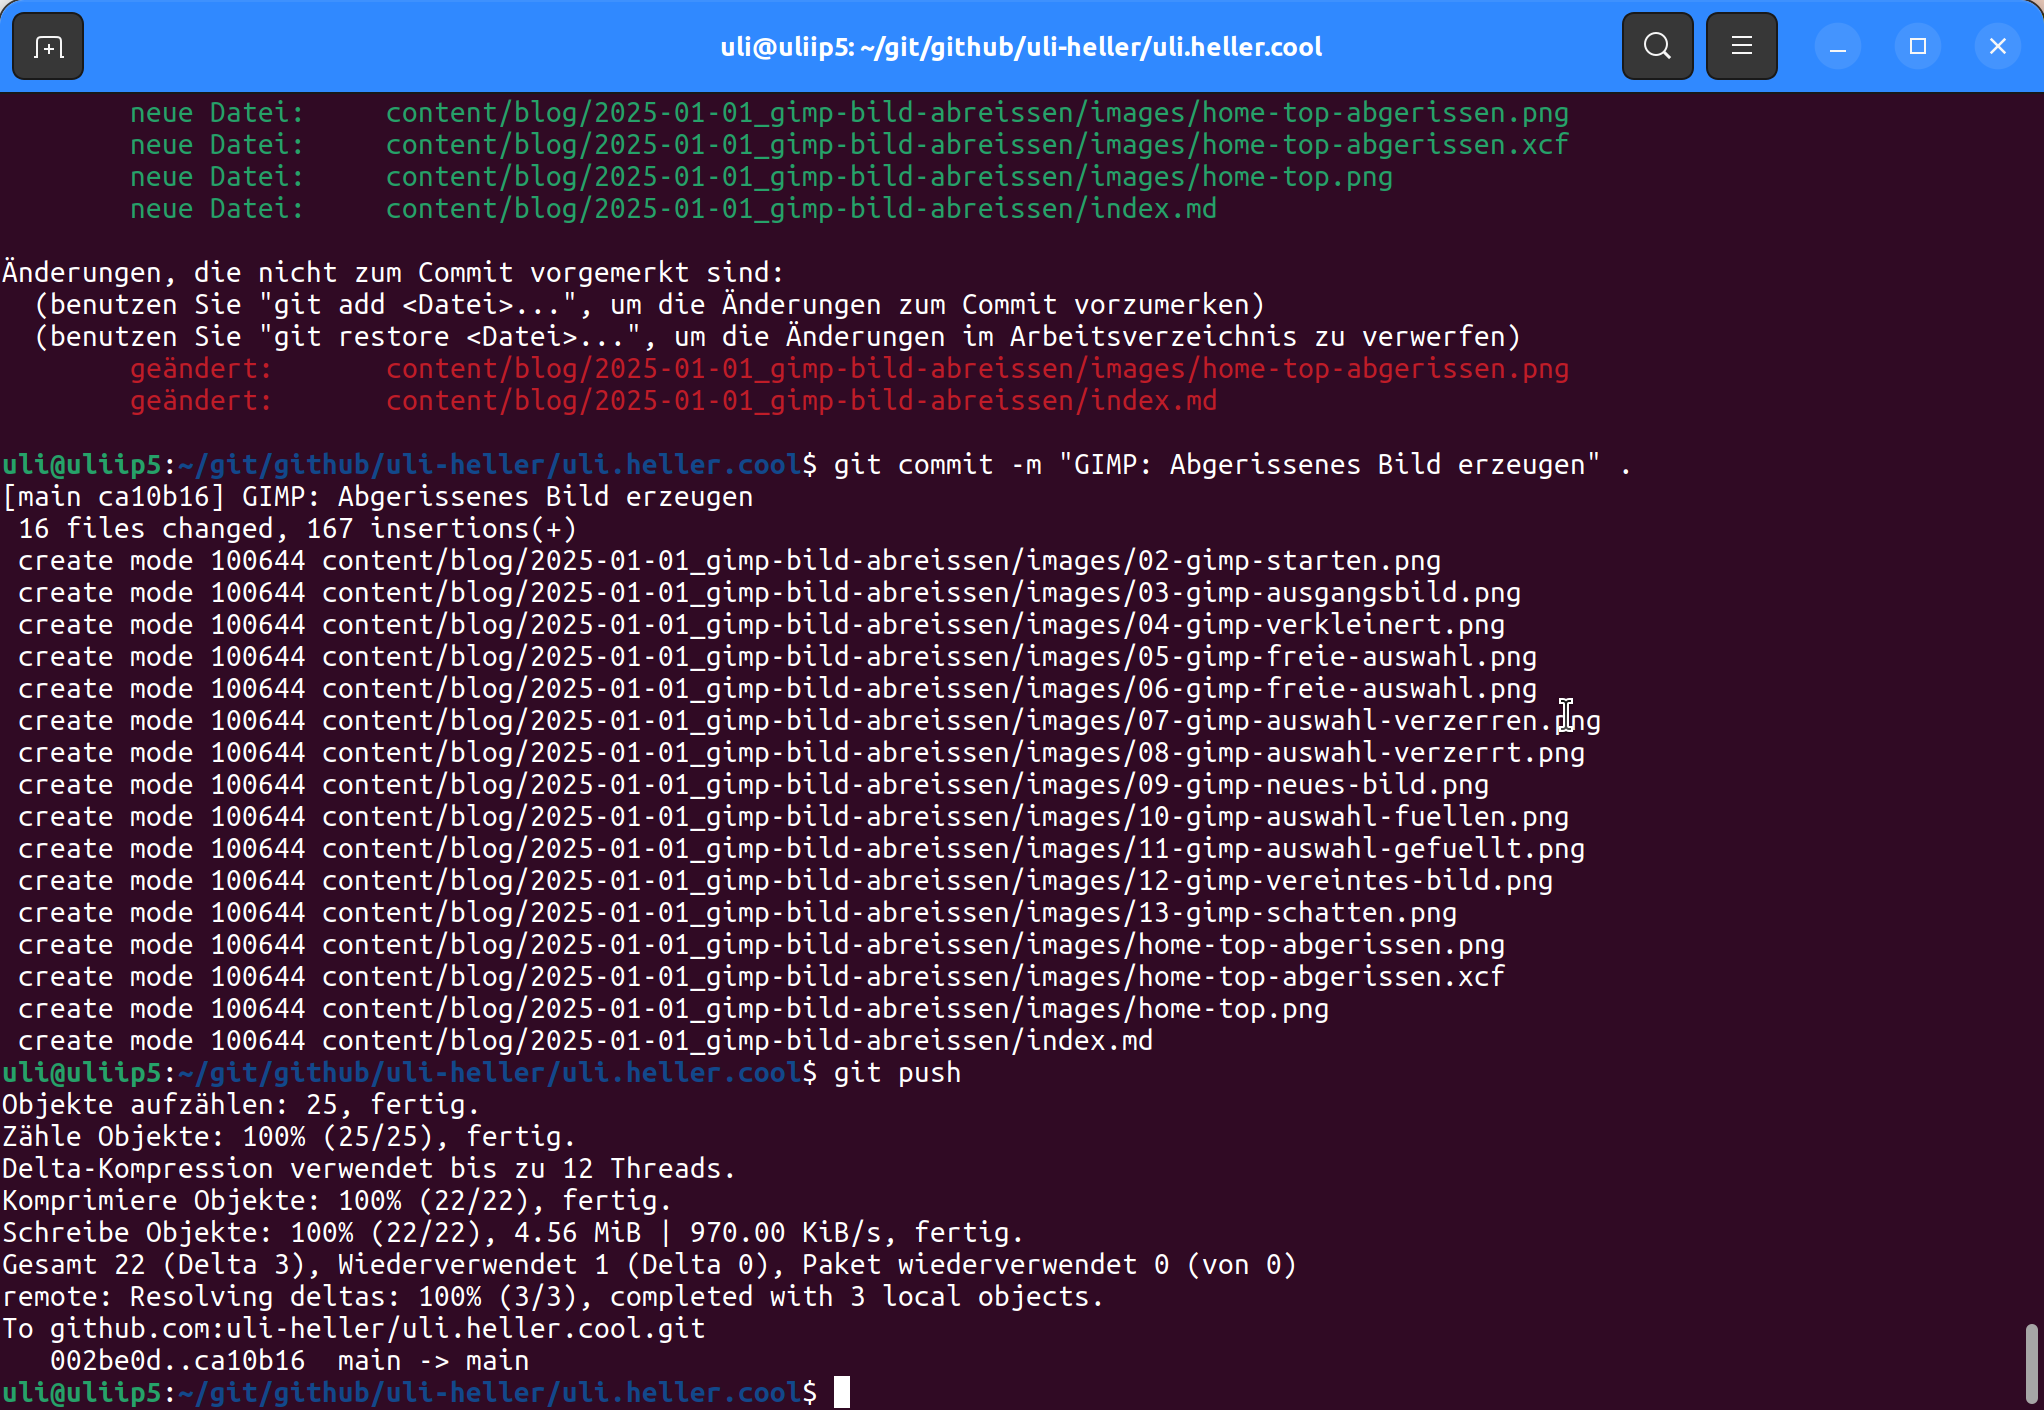 uli@uliip5: ~/git/github/uli-heller/uli.heller.cool
        neue Datei:     content/blog/2025-01-01_gimp-bild-abreissen/images/home-top-abgerissen.png
        neue Datei:     content/blog/2025-01-01_gimp-bild-abreissen/images/home-top-abgerissen.xcf
        neue Datei:     content/blog/2025-01-01_gimp-bild-abreissen/images/home-top.png
        neue Datei:     content/blog/2025-01-01_gimp-bild-abreissen/index.md

Änderungen, die nicht zum Commit vorgemerkt sind:
  (benutzen Sie "git add <Datei>...", um die Änderungen zum Commit vorzumerken)
  (benutzen Sie "git restore <Datei>...", um die Änderungen im Arbeitsverzeichnis zu verwerfen)
        geändert:       content/blog/2025-01-01_gimp-bild-abreissen/images/home-top-abgerissen.png
        geändert:       content/blog/2025-01-01_gimp-bild-abreissen/index.md

uli@uliip5:~/git/github/uli-heller/uli.heller.cool$ git commit -m "GIMP: Abgerissenes Bild erzeugen" .
[main ca10b16] GIMP: Abgerissenes Bild erzeugen
 16 files changed, 167 insertions(+)
 create mode 100644 content/blog/2025-01-01_gimp-bild-abreissen/images/02-gimp-starten.png
 create mode 100644 content/blog/2025-01-01_gimp-bild-abreissen/images/03-gimp-ausgangsbild.png
 create mode 100644 content/blog/2025-01-01_gimp-bild-abreissen/images/04-gimp-verkleinert.png
 create mode 100644 content/blog/2025-01-01_gimp-bild-abreissen/images/05-gimp-freie-auswahl.png
 create mode 100644 content/blog/2025-01-01_gimp-bild-abreissen/images/06-gimp-freie-auswahl.png
 create mode 100644 content/blog/2025-01-01_gimp-bild-abreissen/images/07-gimp-auswahl-verzerren.png
 create mode 100644 content/blog/2025-01-01_gimp-bild-abreissen/images/08-gimp-auswahl-verzerrt.png
 create mode 100644 content/blog/2025-01-01_gimp-bild-abreissen/images/09-gimp-neues-bild.png
 create mode 100644 content/blog/2025-01-01_gimp-bild-abreissen/images/10-gimp-auswahl-fuellen.png
 create mode 100644 content/blog/2025-01-01_gimp-bild-abreissen/images/11-gimp-auswahl-gefuellt.png
 create mode 100644 content/blog/2025-01-01_gimp-bild-abreissen/images/12-gimp-vereintes-bild.png
 create mode 100644 content/blog/2025-01-01_gimp-bild-abreissen/images/13-gimp-schatten.png
 create mode 100644 content/blog/2025-01-01_gimp-bild-abreissen/images/home-top-abgerissen.png
 create mode 100644 content/blog/2025-01-01_gimp-bild-abreissen/images/home-top-abgerissen.xcf
 create mode 100644 content/blog/2025-01-01_gimp-bild-abreissen/images/home-top.png
 create mode 100644 content/blog/2025-01-01_gimp-bild-abreissen/index.md
uli@uliip5:~/git/github/uli-heller/uli.heller.cool$ git push
Objekte aufzählen: 25, fertig.
Zähle Objekte: 100% (25/25), fertig.
Delta-Kompression verwendet bis zu 12 Threads.
Komprimiere Objekte: 100% (22/22), fertig.
Schreibe Objekte: 100% (22/22), 4.56 MiB | 970.00 KiB/s, fertig.
Gesamt 22 (Delta 3), Wiederverwendet 1 (Delta 0), Paket wiederverwendet 0 (von 0)
remote: Resolving deltas: 100% (3/3), completed with 3 local objects.
To github.com:uli-heller/uli.heller.cool.git
   002be0d..ca10b16  main -> main
uli@uliip5:~/git/github/uli-heller/uli.heller.cool$